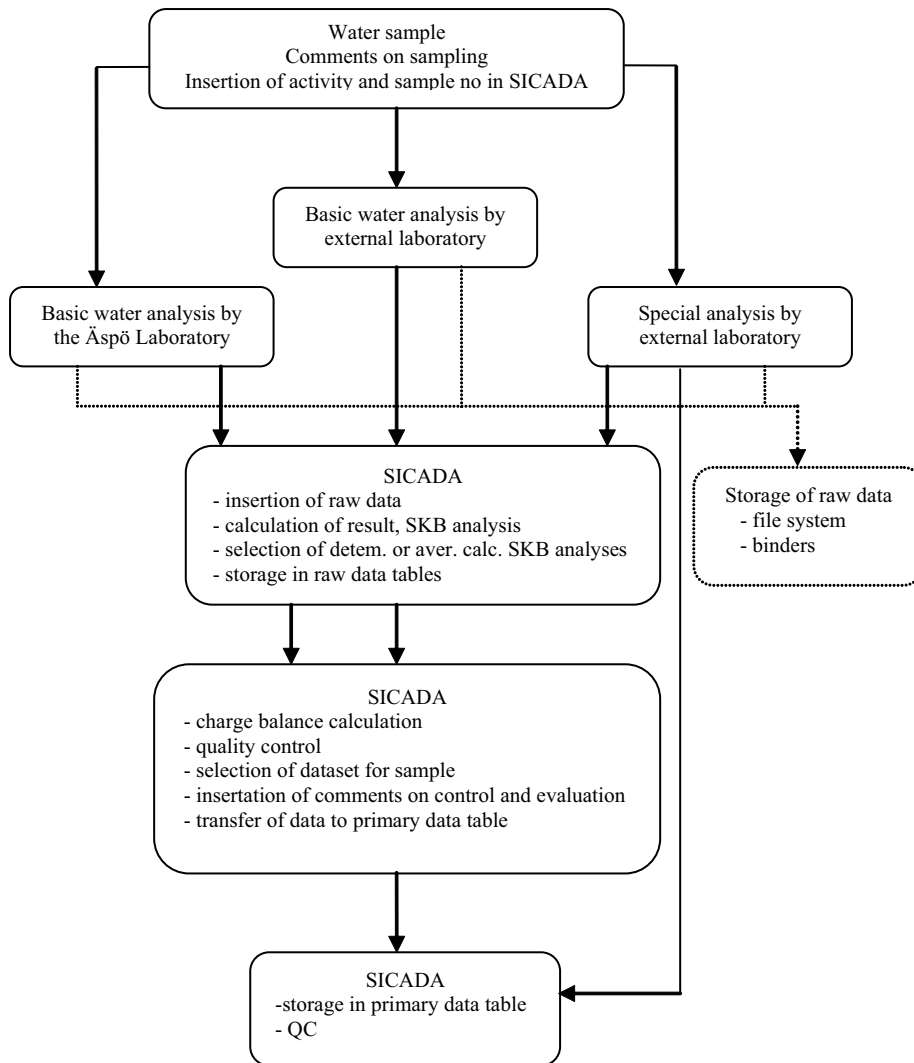 Water sample
Comments on sampling
Insertion of activity and sample no in SICADA
Basic water analysis by
external laboratory
Basic water analysis by
the Äspö Laboratory
Special analysis by
external laboratory
SICADA
- insertion of raw data
- calculation of result, SKB analysis
- selection of detem. or aver. calc. SKB analyses
- storage in raw data tables
Storage of raw data
- file system
- binders
SICADA
- charge balance calculation
- quality control
- selection of dataset for sample
- insertation of comments on control and evaluation
- transfer of data to primary data table
SICADA
-storage in primary data table
- QC